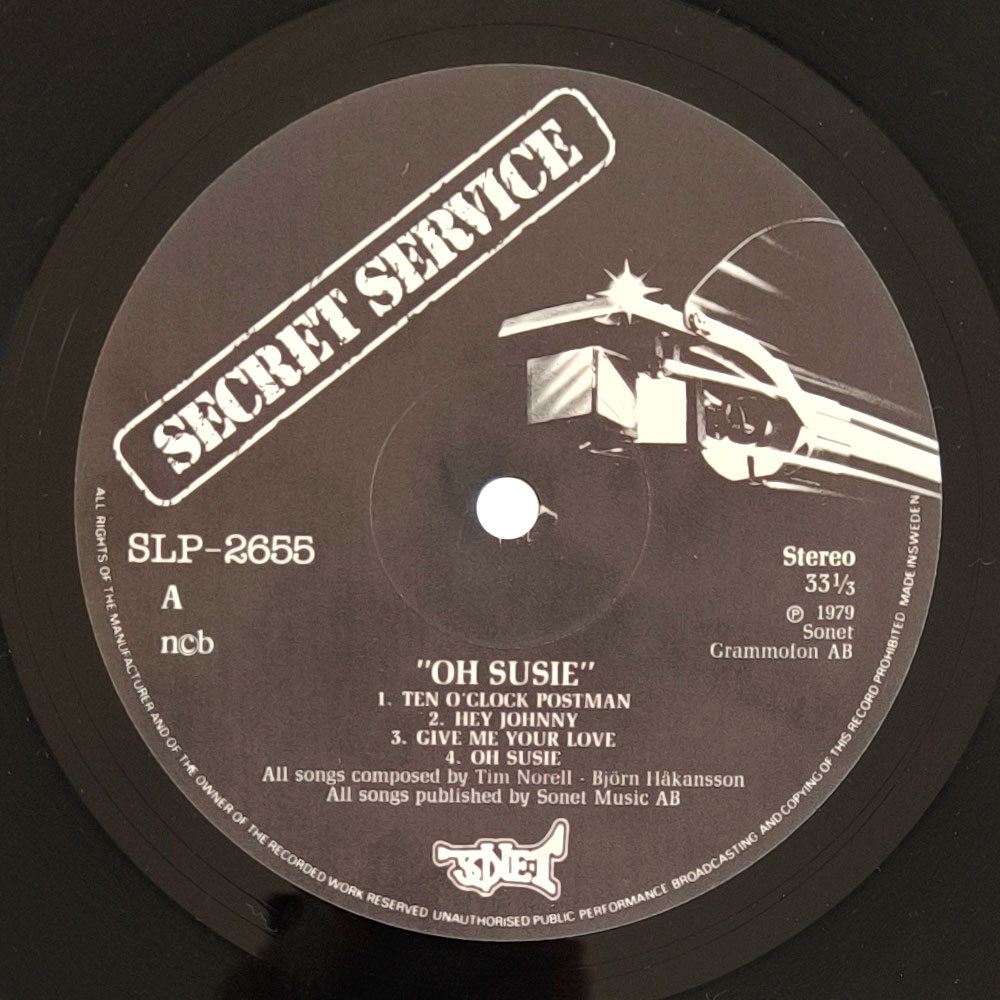 SECRET SERVICE
SLP-2655
A
n©b
Stereo
33⅓
℗ 1979
Sonet
Grammofon AB
"OH SUSIE"
1. TEN O'CLOCK POSTMAN
2. HEY JOHNNY
3. GIVE ME YOUR LOVE
4. OH SUSIE
All songs composed by Tim Norell - Björn Håkansson
All songs published by Sonet Music AB
SONET
ALL RIGHTS OF THE MANUFACTURER AND OF THE OWNER OF THE RECORDED WORK RESERVED UNAUTHORISED PUBLIC PERFORMANCE BROADCASTING AND COPYING OF THIS RECORD PROHIBITED MADE IN SWEDEN